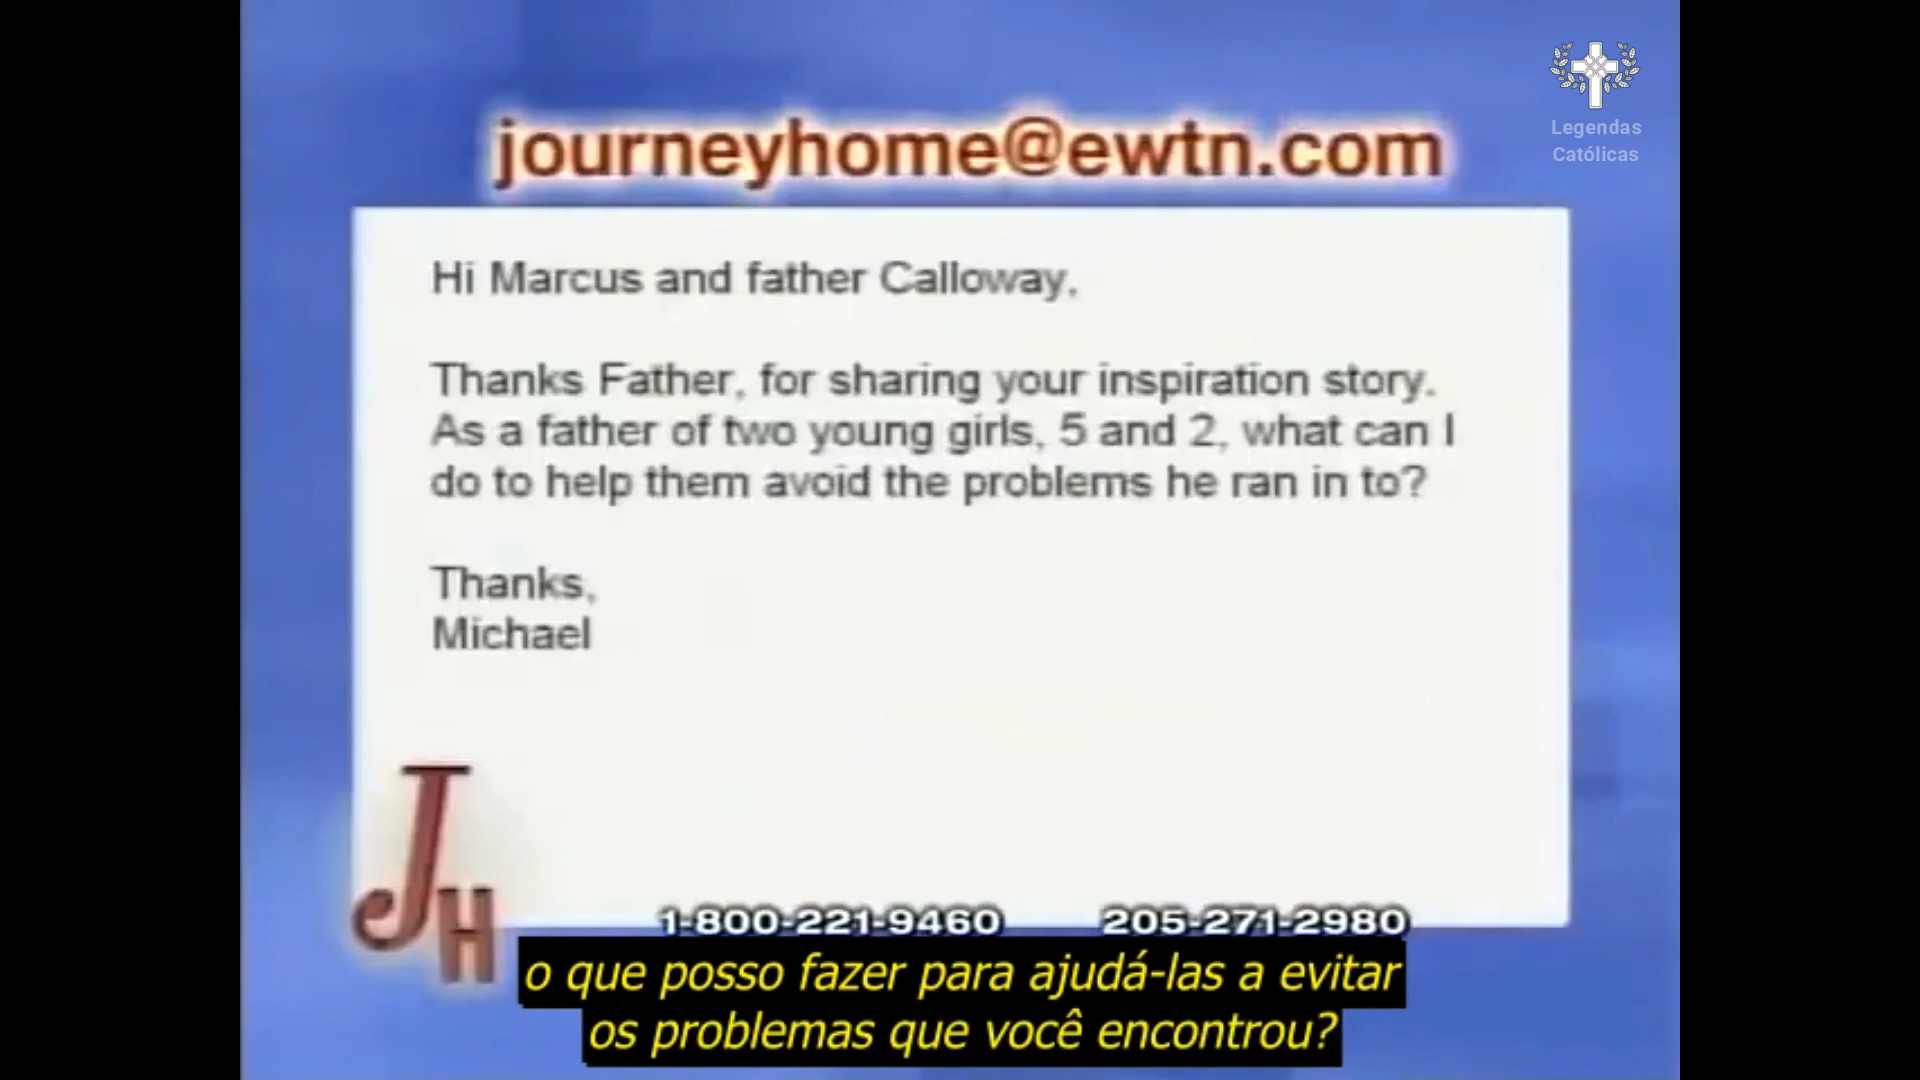 Legendas
Católicas
journeyhome@ewtn.com
Hi Marcus and father Calloway,
Thanks Father, for sharing your inspiration story.
As a father of two young girls, 5 and 2, what can I
do to help them avoid the problems he ran in to?
Thanks,
Michael
JH
1-800-221-9460 205-271-2980
o que posso fazer para ajudá-las a evitar
os problemas que você encontrou?